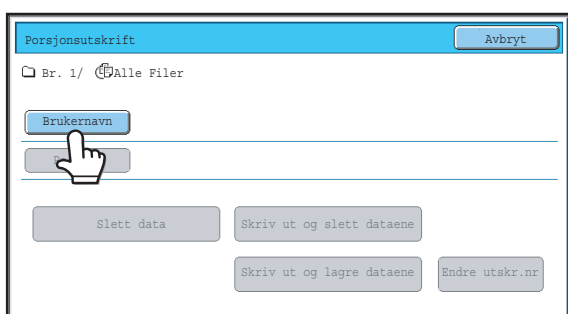 Porsjonsutskrift
Avbryt
Br. 1/ Alle Filer
Brukernavn
Slett data
Skriv ut og slett dataene
Skriv ut og lagre dataene
Endre utskr.nr